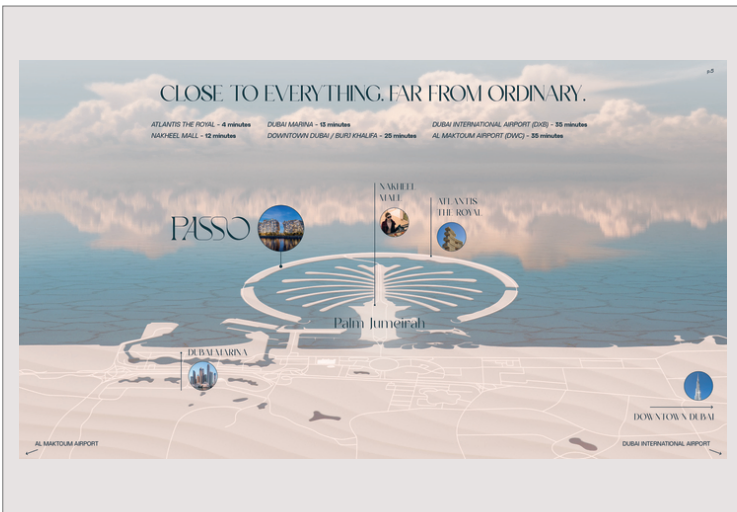 p5
CLOSE TO EVERYTHING. FAR FROM ORDINARY.
ATLANTIS THE ROYAL - 4 minutes
NAKHEEL MALL - 12 minutes
DUBAI MARINA - 15 minutes
DOWNTOWN DUBAI / BURJ KHALIFA - 25 minutes
DUBAI INTERNATIONAL AIRPORT (DXB) - 35 minutes
AL MAKTOUM AIRPORT (DWC) - 35 minutes
NAKHEEL
MALL
ATLANTIS
THE ROYAL
PASSO
Palm Jumeirah
DUBAI MARINA
DOWNTOWN DUBAI
AL MAKTOUM AIRPORT
DUBAI INTERNATIONAL AIRPORT